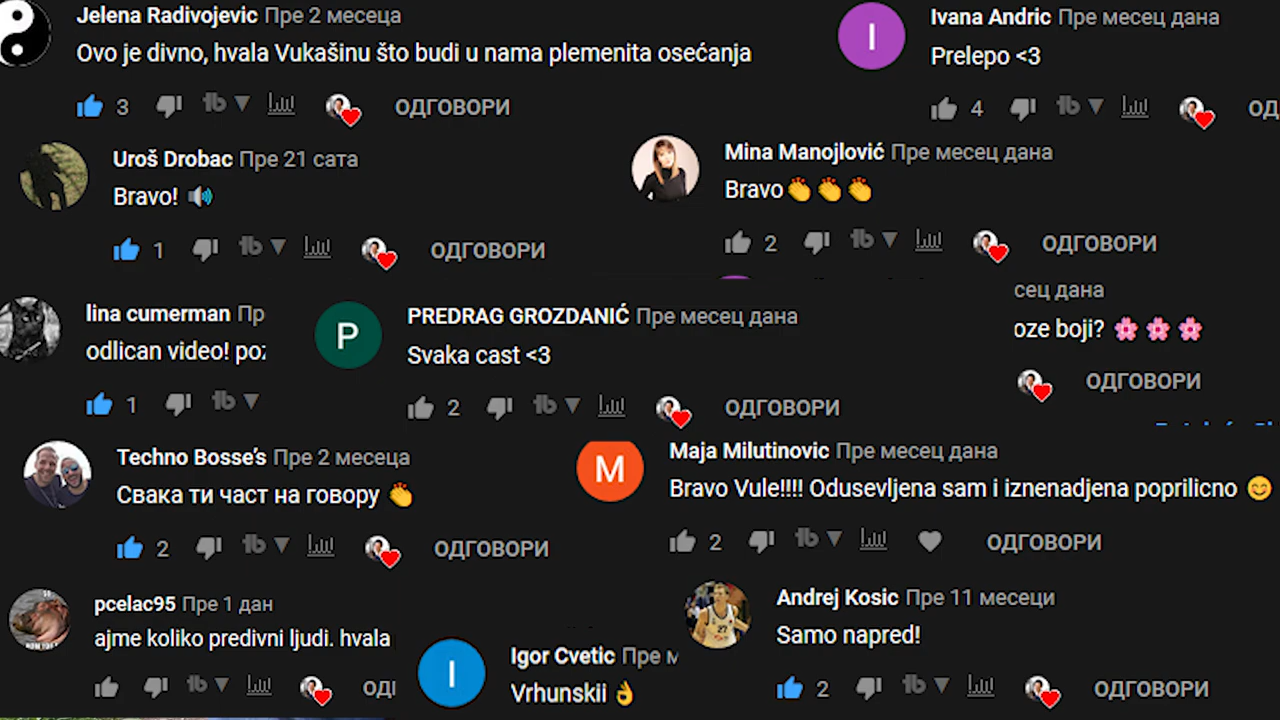 Jelena Radivojevic Пре 2 месеца
Ovo je divno, hvala Vukašinu što budi u nama plemenita osećanja
3 ОДГОВОРИ
Ivana Andric Пре месец дана
Prelepo <3
4 ОД
Uroš Drobac Пре 21 сата
Bravo! 🔊
1 ОДГОВОРИ
Mina Manojlović Пре месец дана
Bravo👏👏👏
2 ОДГОВОРИ
lina cumerman Пр
odlican video! poz
1
PREDRAG GROZDANIĆ Пре месец дана
Svaka cast <3
2 ОДГОВОРИ
сец дана
oze boji? 🌸🌸🌸
ОДГОВОРИ
Techno Bosse’s Пре 2 месеца
Свака ти част на говору 👏
2 ОДГОВОРИ
Maja Milutinovic Пре месец дана
Bravo Vule!!!! Odusevljena sam i iznenadjena poprilicno 😊
2 ОДГОВОРИ
pcelac95 Пре 1 дан
ajme koliko predivni ljudi. hvala
ОД
Igor Cvetic Пре
Vrhunskii 👌
Andrej Kosic Пре 11 месеци
Samo napred!
2 ОДГОВОРИ